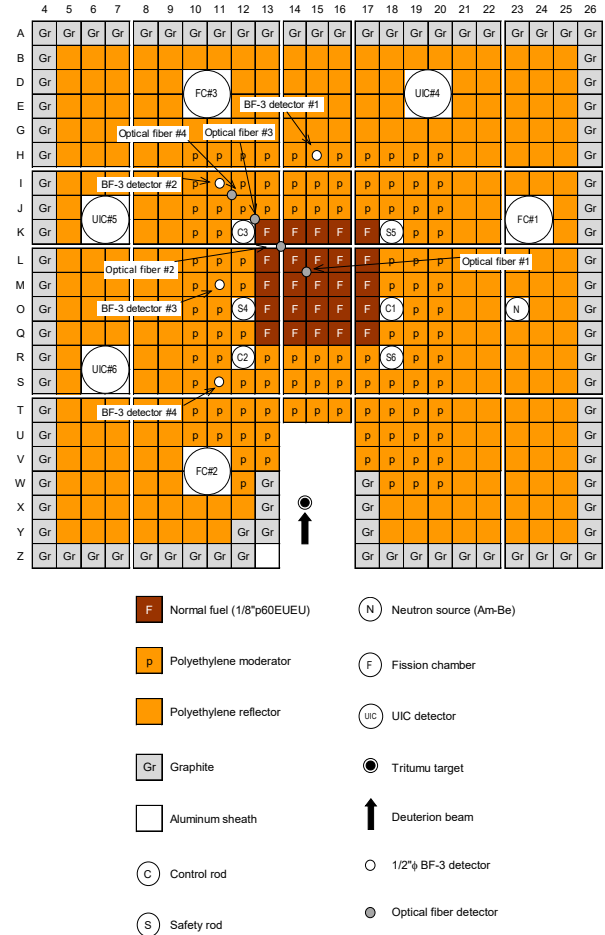 4 5 6 7 8 9 10 11 12 13 14 15 16 17 18 19 20 21 22 23 24 25 26
A Gr Gr Gr Gr Gr Gr Gr Gr Gr Gr Gr Gr Gr Gr Gr Gr Gr Gr Gr Gr Gr Gr Gr
B Gr Gr
D Gr Gr
FC#3 UIC#4
E Gr Gr
BF-3 detector #1
G Gr Gr
Optical fiber #4 Optical fiber #3
H Gr p p p p p p p p p p Gr
I Gr p p p p p p p p p p Gr
BF-3 detector #2
J Gr p p p p p p p p p p p Gr
UIC#5 FC#1
K Gr p p C3 F F F F F S5 p p Gr
L Gr p p p F F F F F p p p Gr
Optical fiber #2 Optical fiber #1
M Gr p p F F F F F p p p Gr
O Gr p p S4 F F F F F C1 p p N Gr
BF-3 detector #3
Q Gr p p p F F F F F p p p Gr
R Gr p p C2 p p p p p S6 p p Gr
UIC#6
S Gr p p p p p p p p p p Gr
T Gr p p p p p p p p p p p Gr
BF-3 detector #4
U Gr p p p p p p p p Gr
V Gr p p p p p p Gr
FC#2
W Gr p Gr Gr p p p Gr
X Gr Gr Gr Gr
Y Gr Gr Gr Gr Gr
Z Gr Gr Gr Gr Gr Gr Gr Gr Gr Gr Gr Gr Gr Gr Gr Gr Gr Gr Gr
F Normal fuel (1/8"p60EUEU)
N Neutron source (Am-Be)
p Polyethylene moderator
F Fission chamber
Polyethylene reflector
UIC UIC detector
Gr Graphite
Tritumu target
Aluminum sheath
Deuterion beam
C Control rod
1/2"φ BF-3 detector
S Safety rod
Optical fiber detector